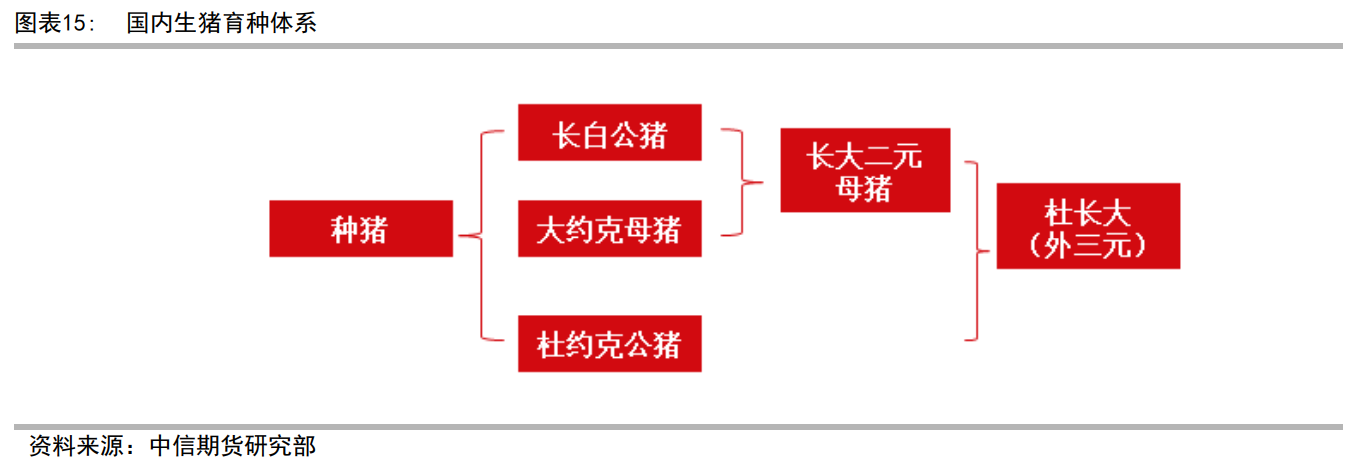 图表15: 国内生猪育种体系
种猪
长白公猪
大约克母猪
杜约克公猪
长大二元
母猪
杜长大
（外三元）
资料来源：中信期货研究部